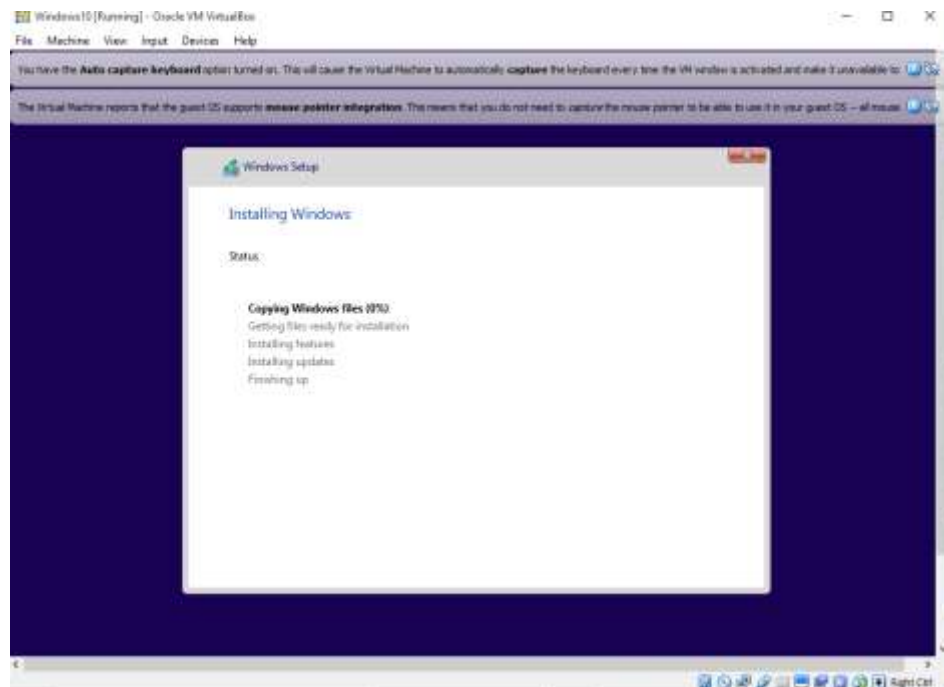 Windows10 [Running] - Oracle VM VirtualBox
File Machine View Input Devices Help
You have the Auto capture keyboard option turned on. This will cause the Virtual Machine to automatically capture the keyboard every time the VM window is activated and make it unavailable to
The Virtual Machine reports that the guest OS supports mouse pointer integration. This means that you do not need to capture the mouse pointer to be able to use it in your guest OS -- all mouse
Windows Setup
Installing Windows
Status
Copying Windows files (0%)
Getting files ready for installation
Installing features
Installing updates
Finishing up
Right Ctrl